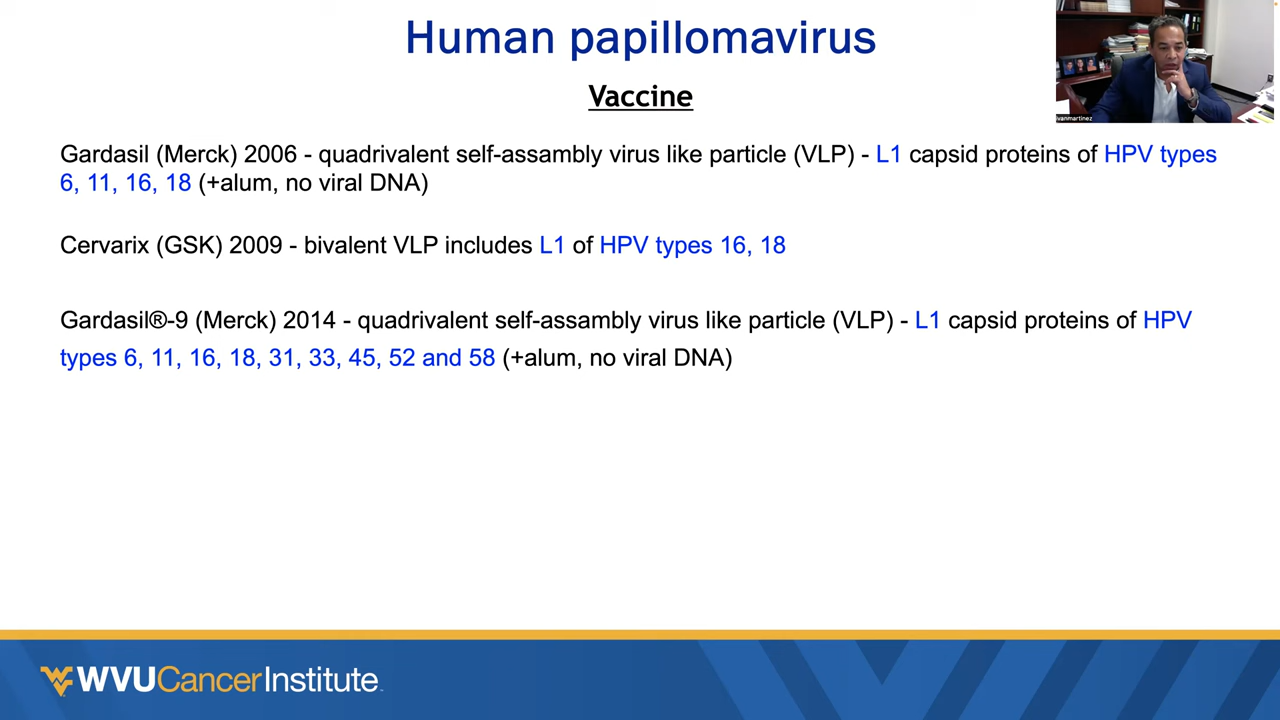 Human papillomavirus
Vaccine
ivanmartinez
Gardasil (Merck) 2006 - quadrivalent self-assambly virus like particle (VLP) - L1 capsid proteins of HPV types
6, 11, 16, 18 (+alum, no viral DNA)
Cervarix (GSK) 2009 - bivalent VLP includes L1 of HPV types 16, 18
Gardasil®-9 (Merck) 2014 - quadrivalent self-assambly virus like particle (VLP) - L1 capsid proteins of HPV
types 6, 11, 16, 18, 31, 33, 45, 52 and 58 (+alum, no viral DNA)
WVUCancerInstitute